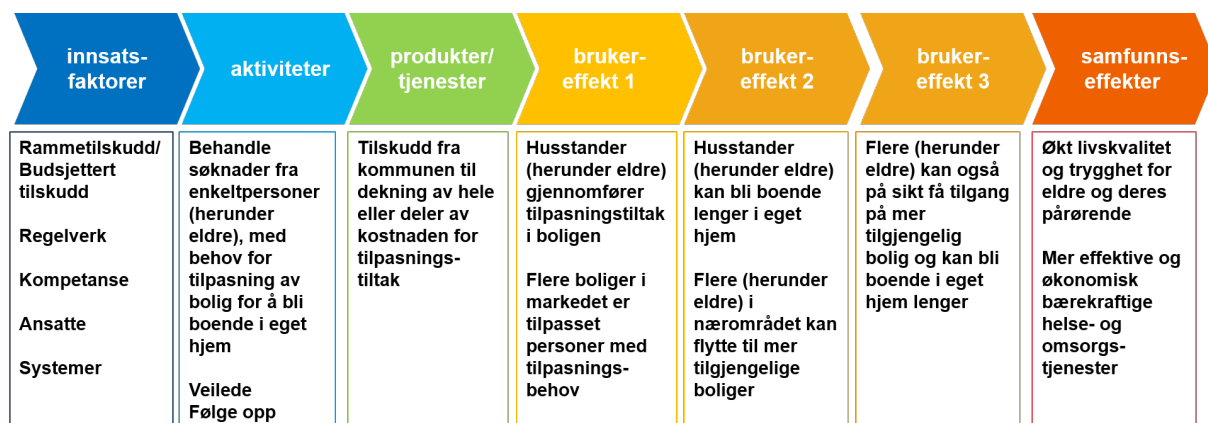 innsats-
faktorer
aktiviteter
produkter/
tjenester
bruker-
effekt 1
bruker-
effekt 2
bruker-
effekt 3
samfunns-
effekter
Rammetilskudd/
Budsjettert
tilskudd
Regelverk
Kompetanse
Ansatte
Systemer
Behandle
søknader fra
enkeltpersoner
(herunder
eldre), med
behov for
tilpasning av
bolig for å bli
boende i eget
hjem
Veilede
Følge opp
Tilskudd fra
kommunen til
dekning av hele
eller deler av
kostnaden for
tilpasnings-
tiltak
Husstander
(herunder eldre)
gjennomfører
tilpasningstiltak
i boligen
Flere boliger i
markedet er
tilpasset
personer med
tilpasnings-
behov
Husstander
(herunder eldre)
kan bli boende
lenger i eget
hjem
Flere (herunder
eldre) i
nærområdet kan
flytte til mer
tilgjengelige
boliger
Flere (herunder
eldre) kan også
på sikt få tilgang
på mer
tilgjengelig
bolig og kan bli
boende i eget
hjem lenger
Økt livskvalitet
og trygghet for
eldre og deres
pårørende
Mer effektive og
økonomisk
bærekraftige
helse- og
omsorgs-
tjenester